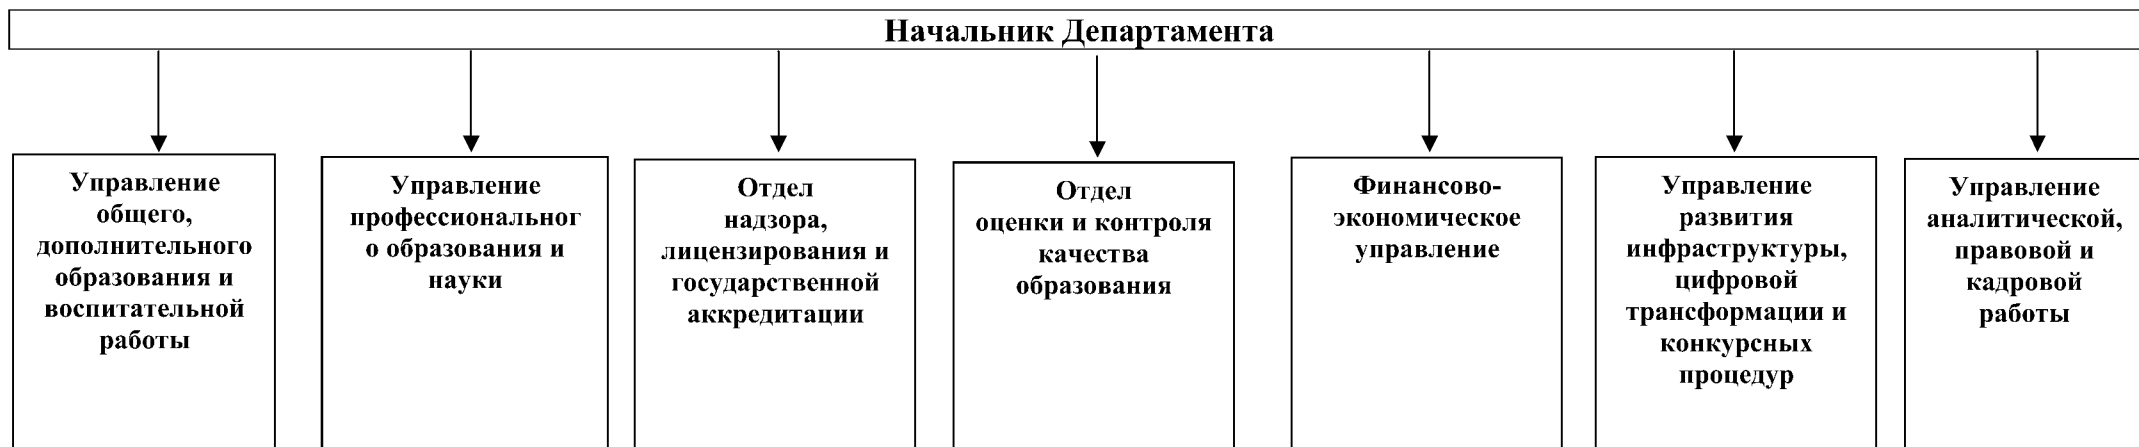 Начальник Департамента
Управление
общего,
дополнительного
образования и
воспитательной
работы
Управление
профессиональног
о образования и
науки
Отдел
надзора,
лицензирования и
государственной
аккредитации
Отдел
оценки и контроля
качества
образования
Финансово-
экономическое
управление
Управление
развития
инфраструктуры,
цифровой
трансформации и
конкурсных
процедур
Управление
аналитической,
правовой и
кадровой
работы